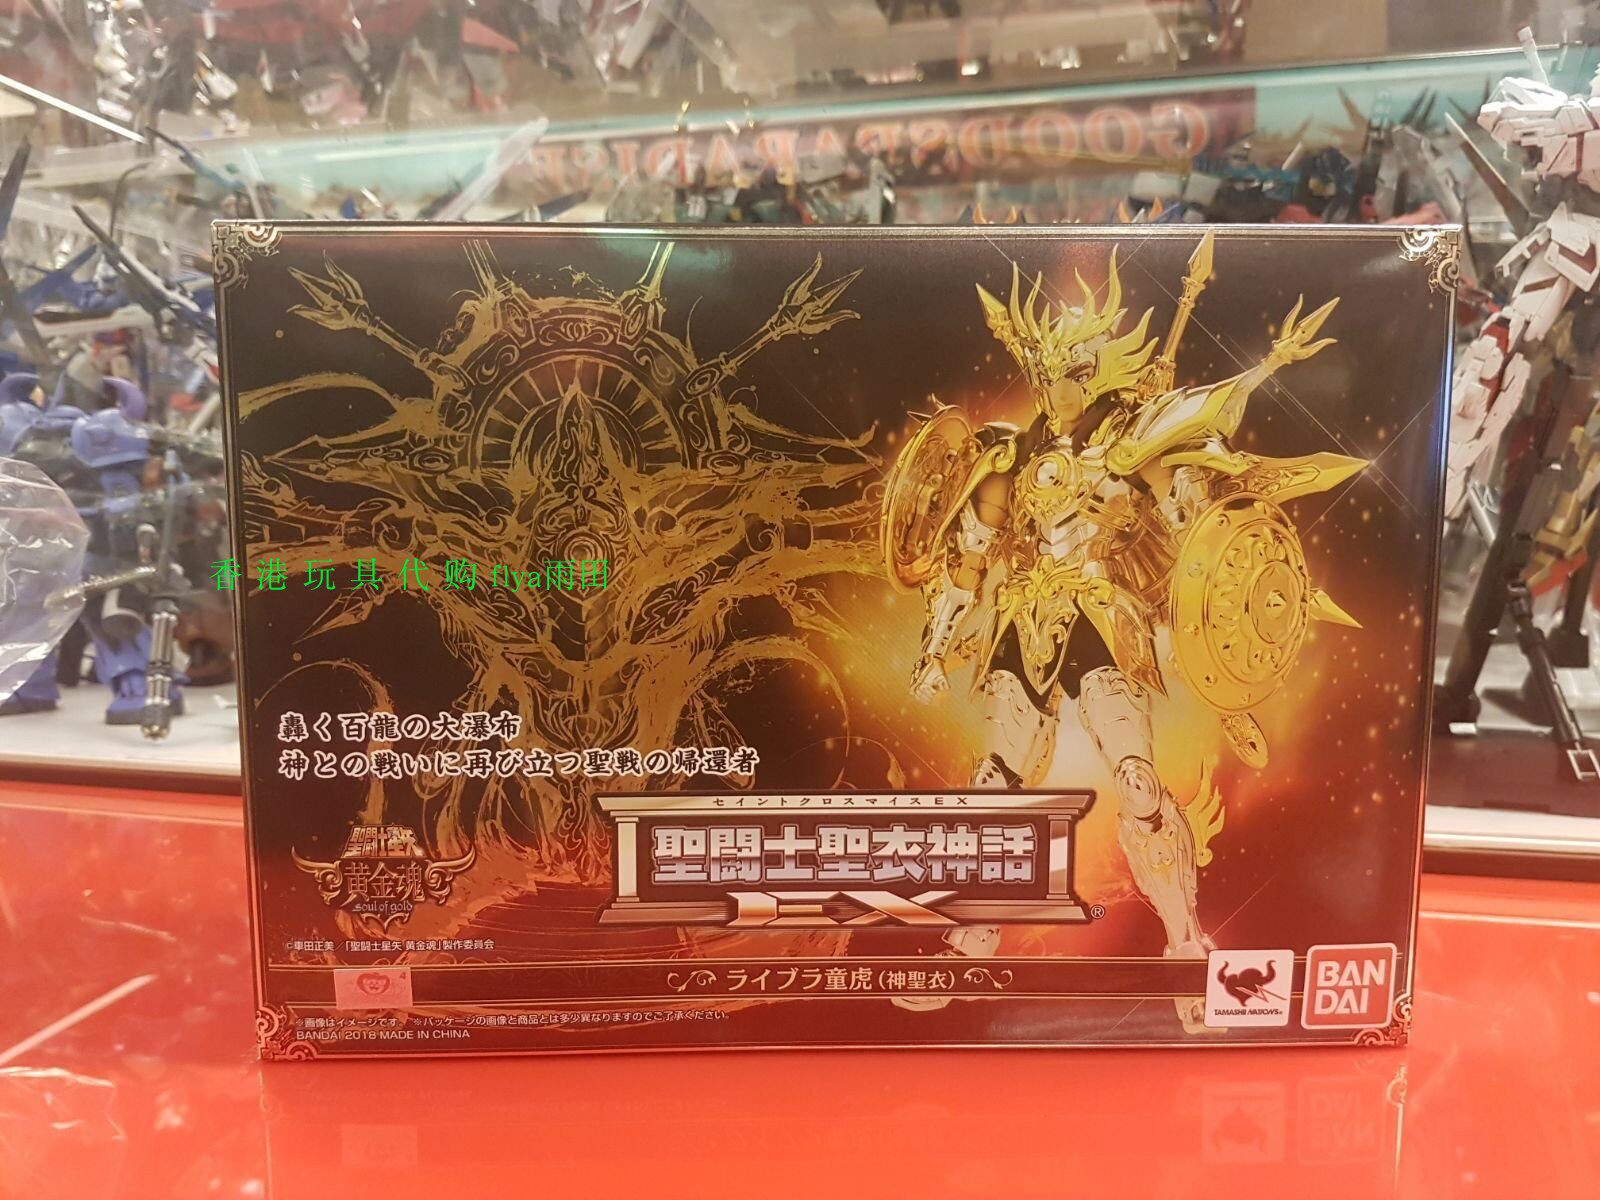 GOODSPARADISE
香港玩具代购 riya雨田
轟く百龍の大瀑布
神との戦いに再び立つ聖戦の帰還者
セイントクロスマイスEX
聖闘士聖衣神話
EX
®
聖闘士星矢
黄金魂
soul of gold
©車田正美/「聖闘士星矢 黄金魂」製作委員会
ライブラ童虎(神聖衣)
TAMASHII NATIONS
BAN
DAI
※画像はイメージです。 ※パッケージの画像と商品とは多少異なりますのでご了承ください。
BANDAI 2018 MADE IN CHINA